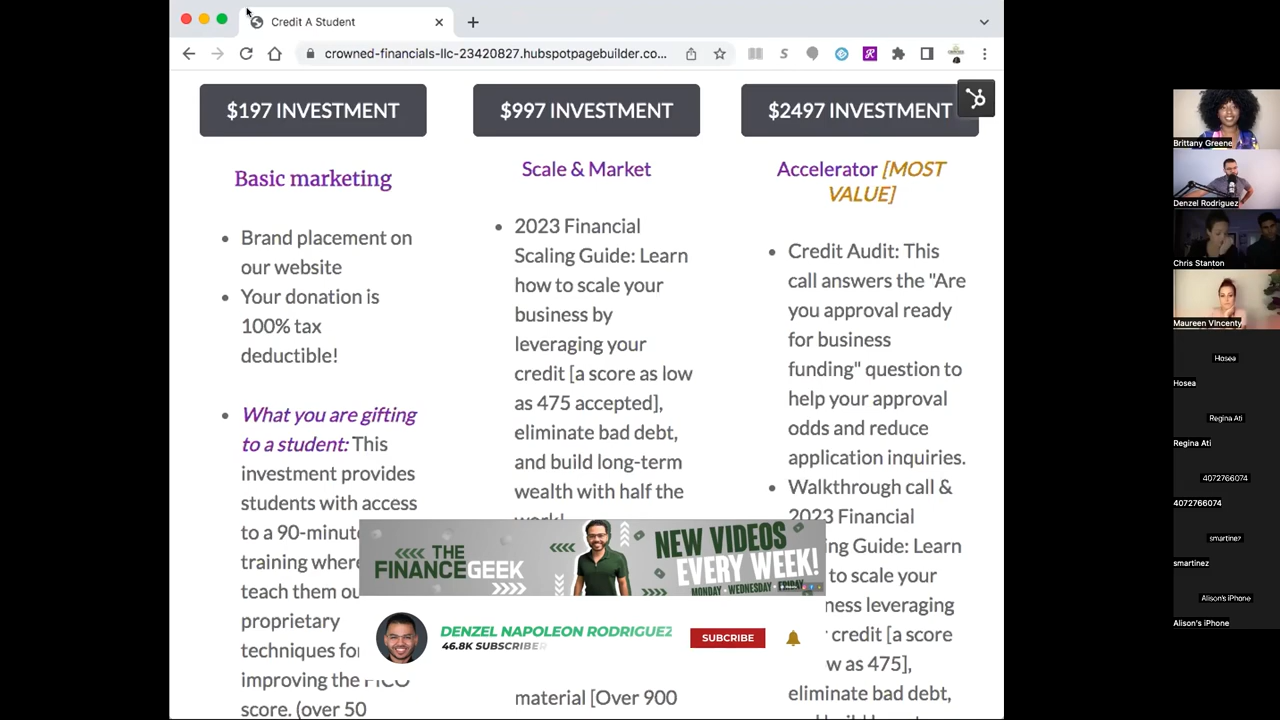 Credit A Student
crowned-financials-llc-23420827.hubspotpagebuilder.co...
$197 INVESTMENT
Basic marketing
Brand placement on
our website
Your donation is
100% tax
deductible!
What you are gifting
to a student: This
investment provides
students with access
to a 90-minute
training where
teach them ou
proprietary
techniques for
improving the FICO
score. (over 50
$997 INVESTMENT
Scale & Market
2023 Financial
Scaling Guide: Learn
how to scale your
business by
leveraging your
credit [a score as low
as 475 accepted],
eliminate bad debt,
and build long-term
wealth with half the
work!
material [Over 900
$2497 INVESTMENT
Accelerator [MOST
VALUE]
Credit Audit: This
call answers the "Are
you approval ready
for business
funding" question to
help your approval
odds and reduce
application inquiries.
Walkthrough call &
2023 Financial
ing Guide: Learn
to scale your
ness leveraging
credit [a score
w as 475],
eliminate bad debt,
<<< THE
FINANCEGEEK
>>>
NEW VIDEOS
EVERY WEEK!
MONDAY - WEDNESDAY - FRIDAY
DENZEL NAPOLEON RODRIGUEZ
46.8K SUBSCRIBER
SUBSCRIBE
Brittany Greene
Denzel Rodriguez
Chris Stanton
Maureen VIncenty
Hosea
Hosea
Regina Ati
Regina Ati
4072766074
4072766074
smartinez
smartinez
Alison's iPhone
Alison's iPhone